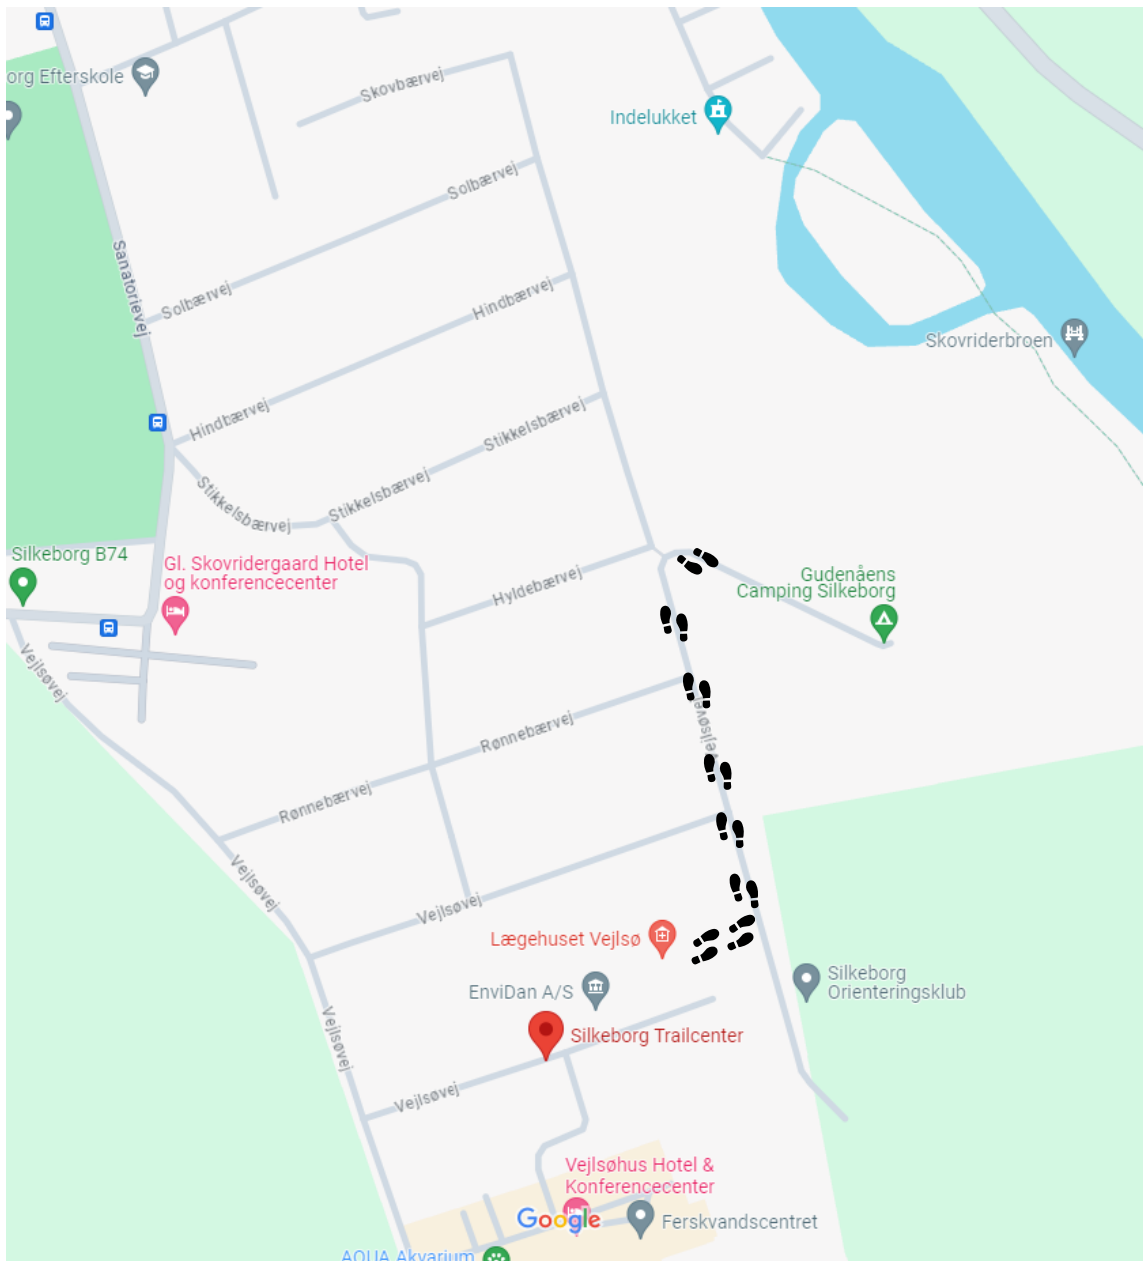 org Efterskole
Skovbærvej
Indelukket
Solbærvej
Sanatorievej
Solbærvej
Hindbærvej
Skovriderbroen
Hindbærvej
Stikkelsbærvej
Stikkelsbærvej
Stikkelsbærvej
Silkeborg B74
Gl. Skovridergaard Hotel
og konferencecenter
Hyldebærvej
Gudenåens
Camping Silkeborg
Vejlsøvej
Rønnebærvej
Vejlsøvej
Rønnebærvej
Vejlsøvej
Vejlsøvej
Lægehuset Vejlsø
EnviDan A/S
Silkeborg
Orienteringsklub
Silkeborg Trailcenter
Vejlsøvej
Vejlsøvej
Vejlsøhus Hotel &
Konferencecenter
Google
Ferskvandscentret
AQUA Akvarium